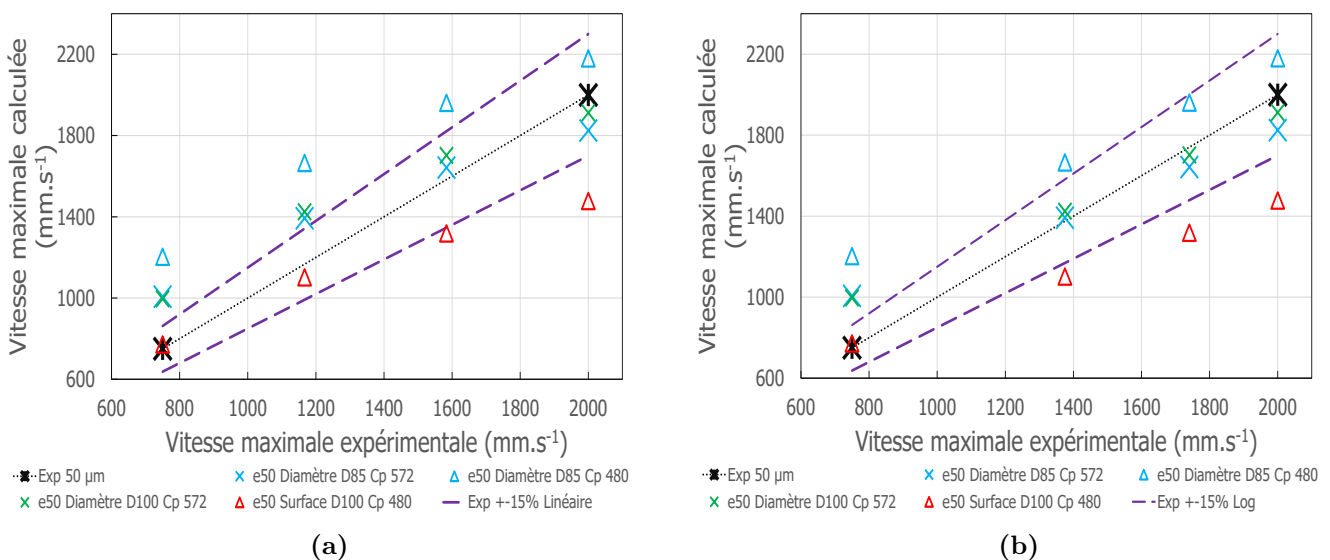 2200
1800
1400
1000
600
Vitesse maximale calculée
(mm.s⁻¹)
600 800 1000 1200 1400 1600 1800 2000
Vitesse maximale expérimentale (mm.s⁻¹)
Exp 50 µm e50 Diamètre D85 Cp 572 e50 Diamètre D85 Cp 480
e50 Diamètre D100 Cp 572 e50 Surface D100 Cp 480 Exp +-15% Linéaire
(a)
2200
1800
1400
1000
600
Vitesse maximale calculée
(mm.s⁻¹)
600 800 1000 1200 1400 1600 1800 2000
Vitesse maximale expérimentale (mm.s⁻¹)
Exp 50 µm e50 Diamètre D85 Cp 572 e50 Diamètre D85 Cp 480
e50 Diamètre D100 Cp 572 e50 Surface D100 Cp 480 Exp +-15% Log
(b)